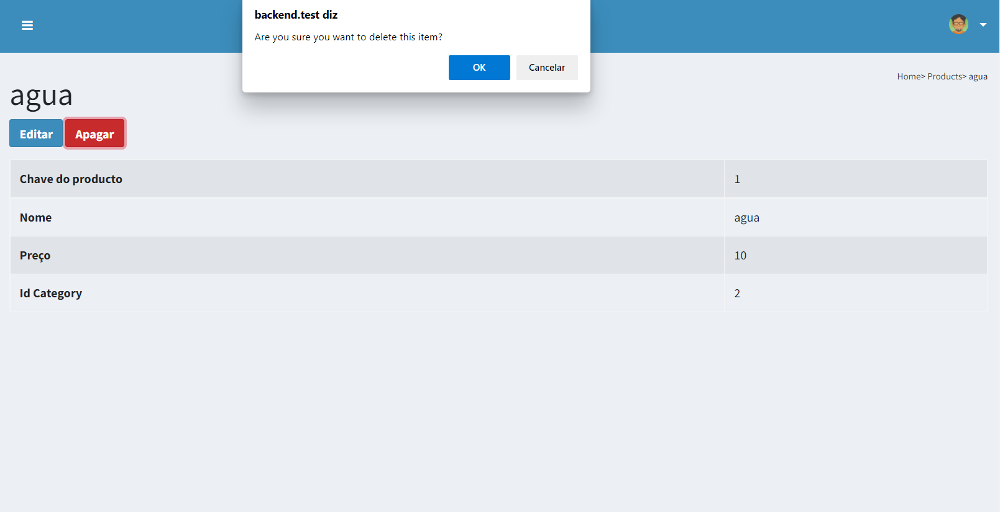 backend.test diz
Are you sure you want to delete this item?
OK
Cancelar
Home> Products> agua
agua
Editar
Apagar
Chave do producto 1
Nome agua
Preço 10
Id Category 2